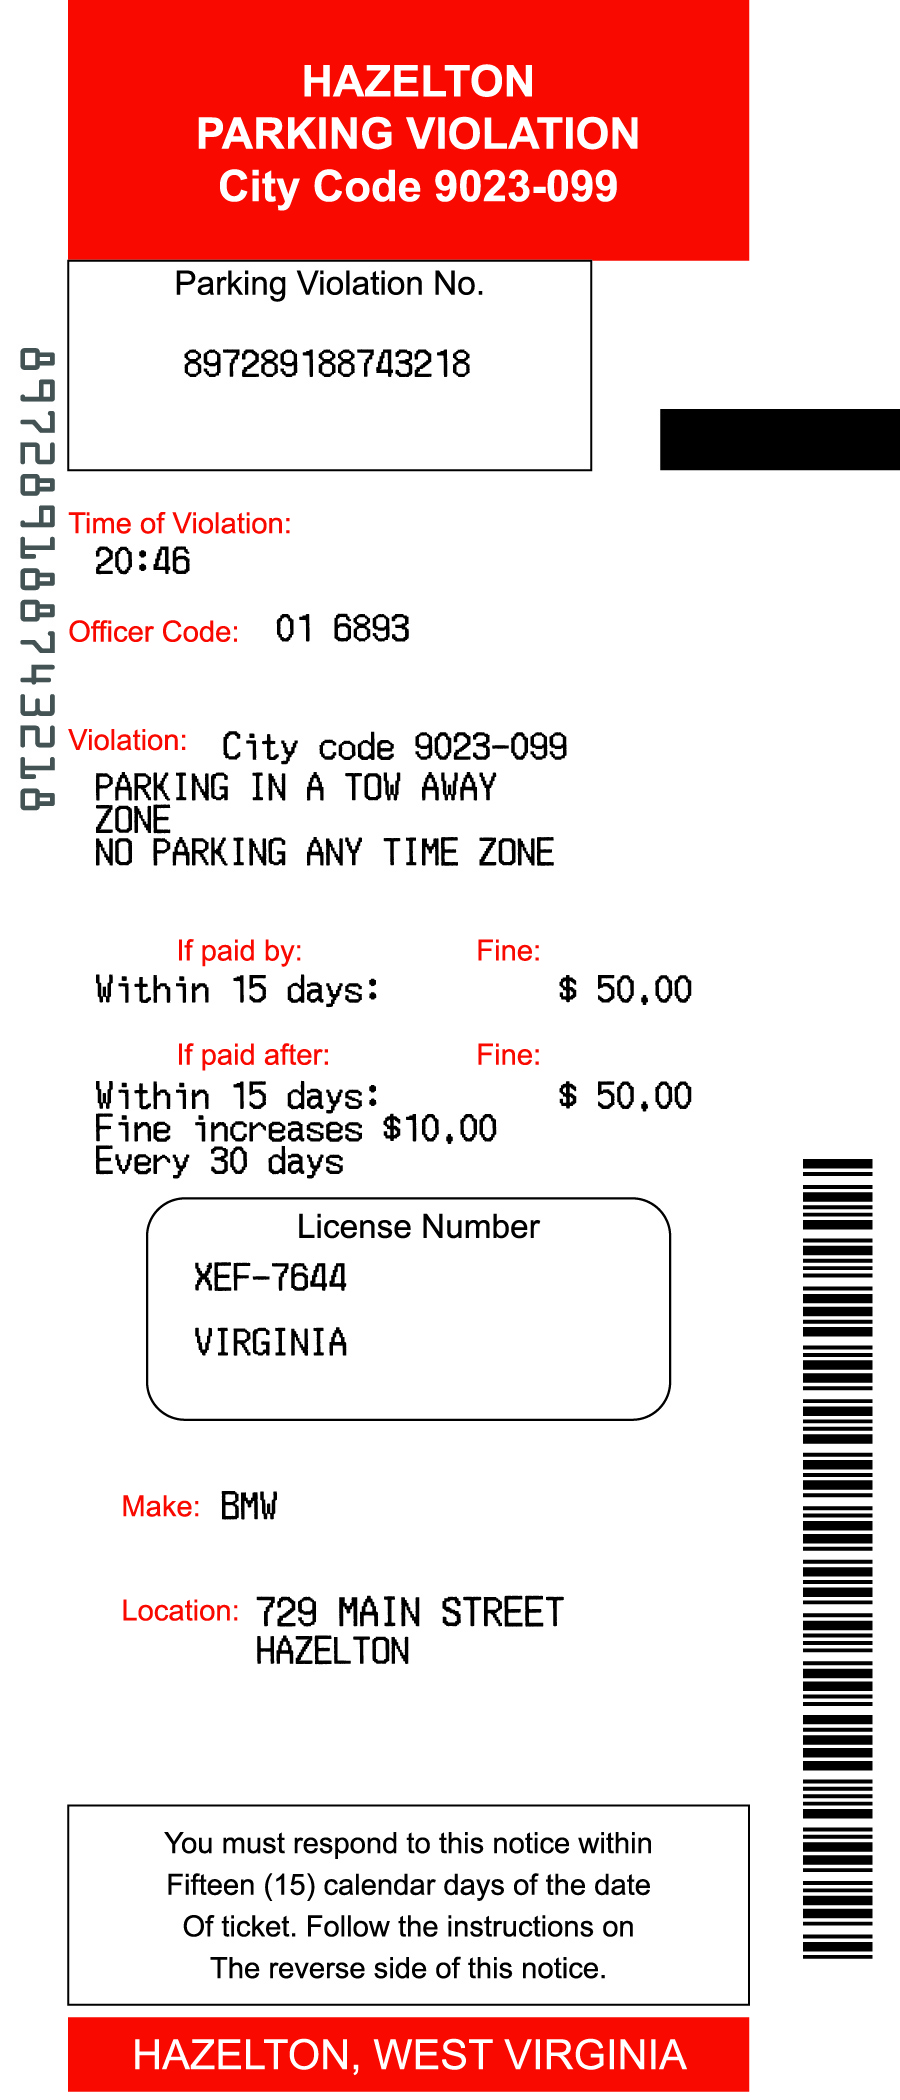 HAZELTON
PARKING VIOLATION
City Code 9023-099
Parking Violation No.
897289188743218
897289188743218
Time of Violation:
20:46
Officer Code: 01 6893
Violation: City code 9023-099
PARKING IN A TOW AWAY
ZONE
NO PARKING ANY TIME ZONE
If paid by: Fine:
Within 15 days: $ 50.00
If paid after: Fine:
Within 15 days: $ 50.00
Fine increases $10.00
Every 30 days
License Number
XEF-7644
VIRGINIA
Make: BMW
Location: 729 MAIN STREET
HAZELTON
You must respond to this notice within
Fifteen (15) calendar days of the date
Of ticket. Follow the instructions on
The reverse side of this notice.
HAZELTON, WEST VIRGINIA